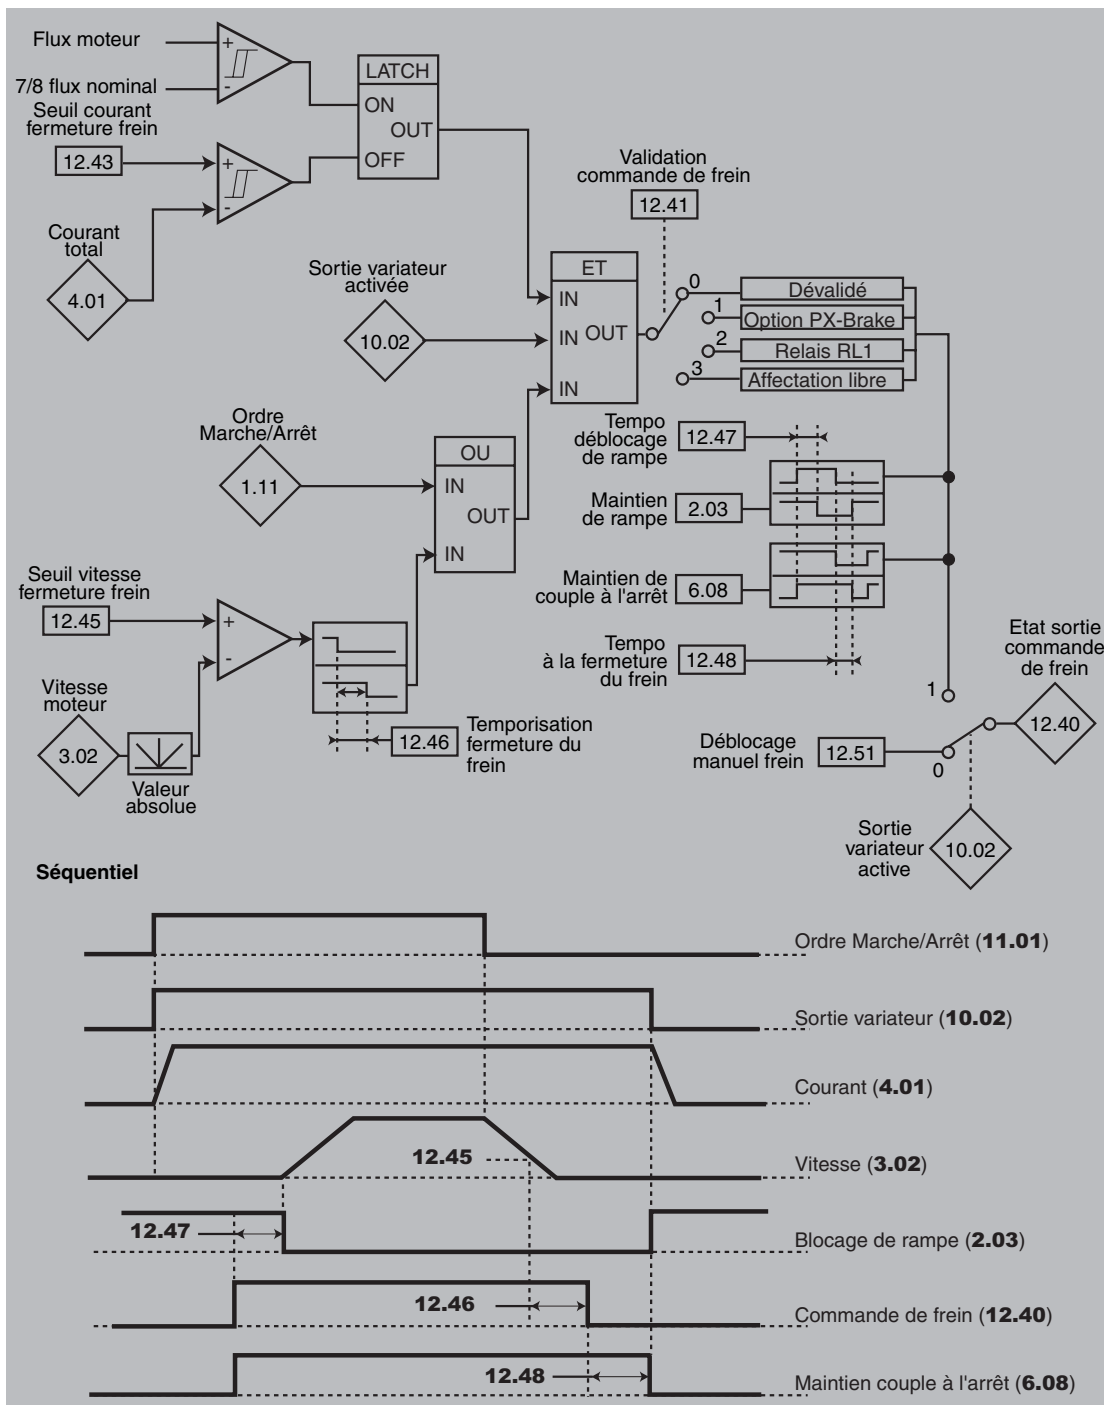 Flux moteur
+
7/8 flux nominal
-
LATCH
ON
OUT
OFF
Seuil courant
fermeture frein
12.43
+
-
Courant
total
4.01
Validation
commande de frein
12.41
Sortie variateur
activée
10.02
ET
IN
IN OUT
IN
0
Dévalidé
1
Option PX-Brake
2
Relais RL1
3
Affectation libre
Ordre
Marche/Arrêt
1.11
OU
IN
OUT
IN
Tempo
déblocage
de rampe
12.47
Maintien
de rampe
2.03
Maintien de
couple à l'arrêt
6.08
Tempo
à la fermeture
du frein
12.48
Seuil vitesse
fermeture frein
12.45
+
-
Vitesse
moteur
3.02
Valeur
absolue
12.46
Temporisation
fermeture du
frein
Etat sortie
commande
de frein
12.40
1
Déblocage
manuel frein
12.51
0
Sortie
variateur
active
10.02
Séquentiel
Ordre Marche/Arrêt (11.01)
Sortie variateur (10.02)
Courant (4.01)
12.45
Vitesse (3.02)
12.47
Blocage de rampe (2.03)
12.46
Commande de frein (12.40)
12.48
Maintien couple à l'arrêt (6.08)